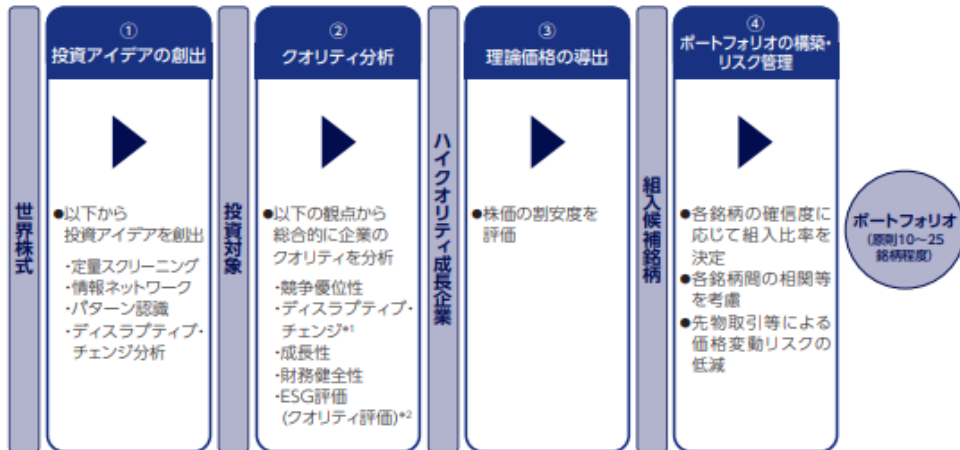 世界株式
①
投資アイデアの創出
●以下から
投資アイデアを創出
・定量スクリーニング
・情報ネットワーク
・パターン認識
・ディスラプティブ・
チェンジ分析
投資対象
②
クオリティ分析
●以下の観点から
総合的に企業の
クオリティを分析
・競争優位性
・ディスラプティブ・
チェンジ*1
・成長性
・財務健全性
・ESG評価
(クオリティ評価)*2
ハイクオリティ成長企業
③
理論価格の導出
●株価の割安度を
評価
組入候補銘柄
④
ポートフォリオの構築・
リスク管理
●各銘柄の確信度に
応じて組入比率を
決定
●各銘柄間の相関等
を考慮
●先物取引等による
価格変動リスクの
低減
ポートフォリオ
(原則10〜25
銘柄程度)